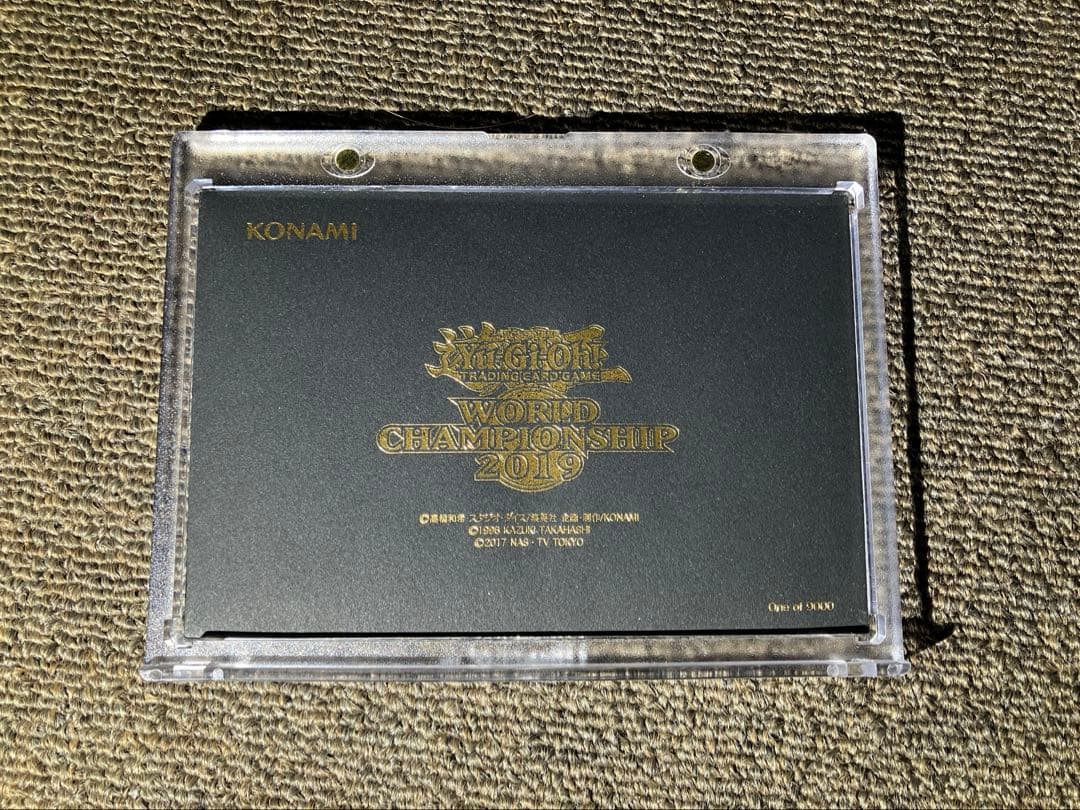 KONAMI
Yu-Gi-Oh!
TRADING CARD GAME
WORLD
CHAMPIONSHIP
2019
©高橋和希 スタジオ・ダイス/集英社 企画・制作/KONAMI
©1996 KAZUKI TAKAHASHI
©2017 NAS・TV TOKYO
One of 9000